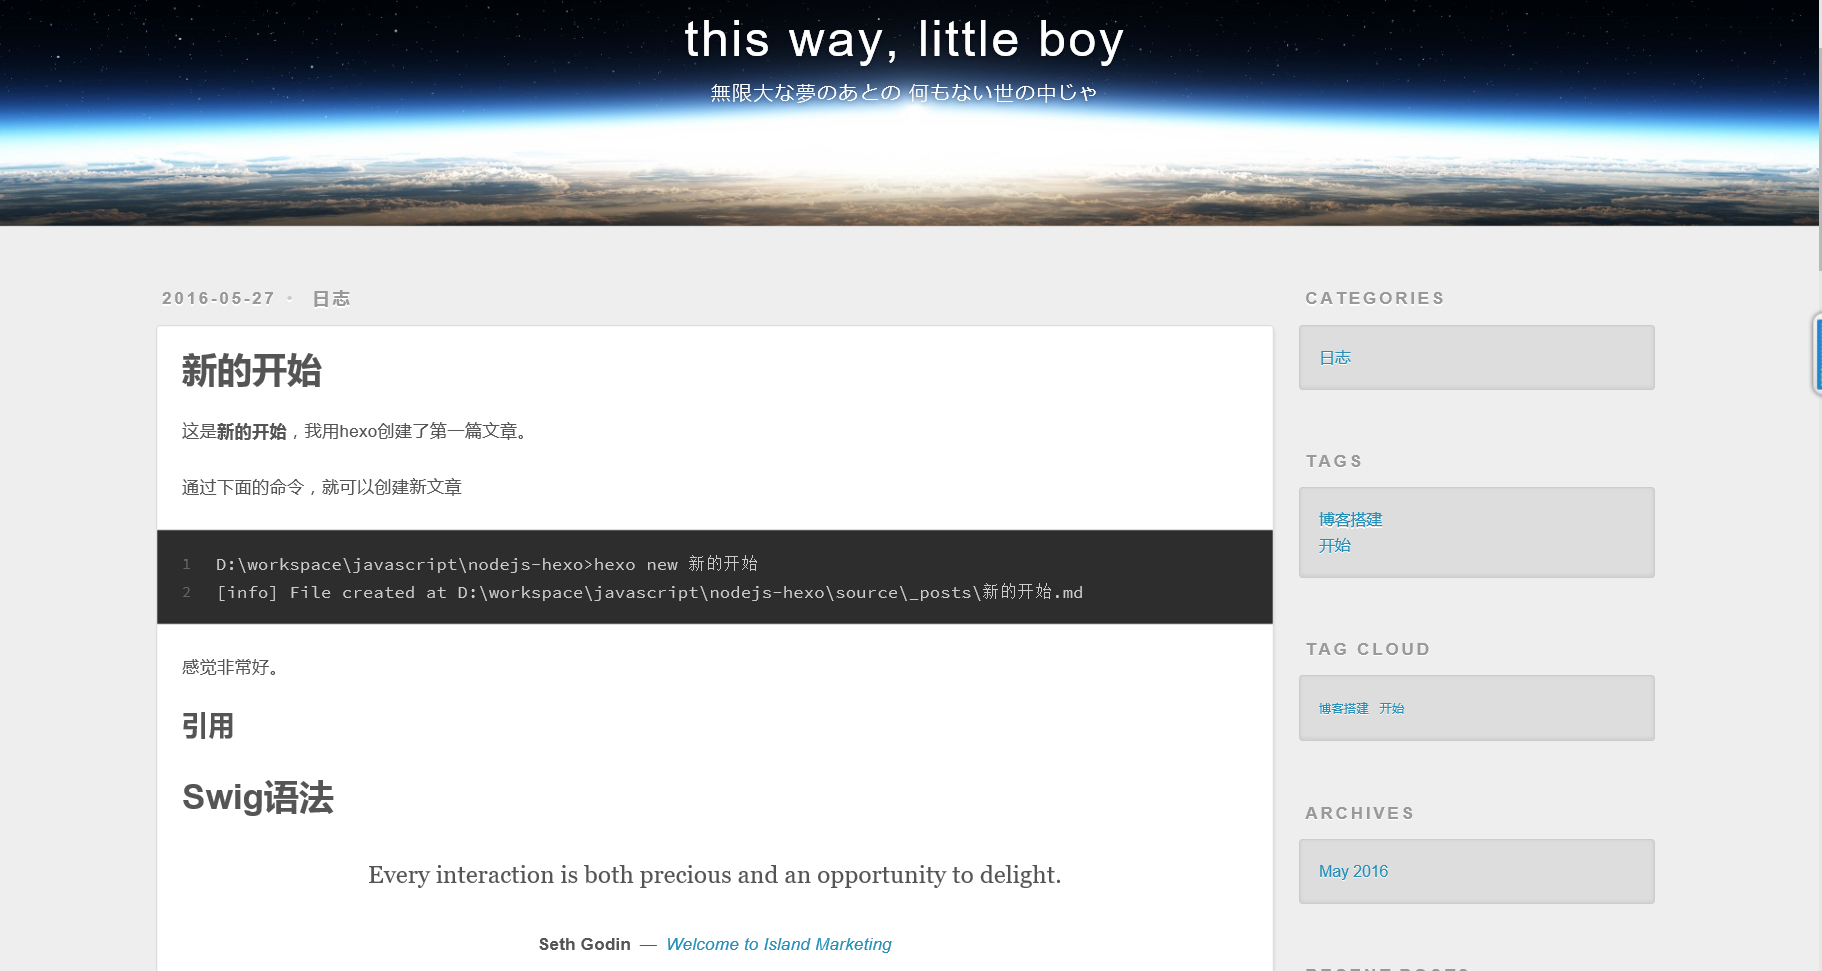 this way, little boy
無限大な夢のあとの 何もない世の中じゃ
2016-05-27 • 日志
新的开始
这是新的开始，我用hexo创建了第一篇文章。
通过下面的命令，就可以创建新文章
1 D:\workspace\javascript\nodejs-hexo>hexo new 新的开始
2 [info] File created at D:\workspace\javascript\nodejs-hexo\source\_posts\新的开始.md
感觉非常好。
引用
Swig语法
Every interaction is both precious and an opportunity to delight.
Seth Godin — Welcome to Island Marketing
CATEGORIES
日志
TAGS
博客搭建
开始
TAG CLOUD
博客搭建 开始
ARCHIVES
May 2016
RECENT POSTS